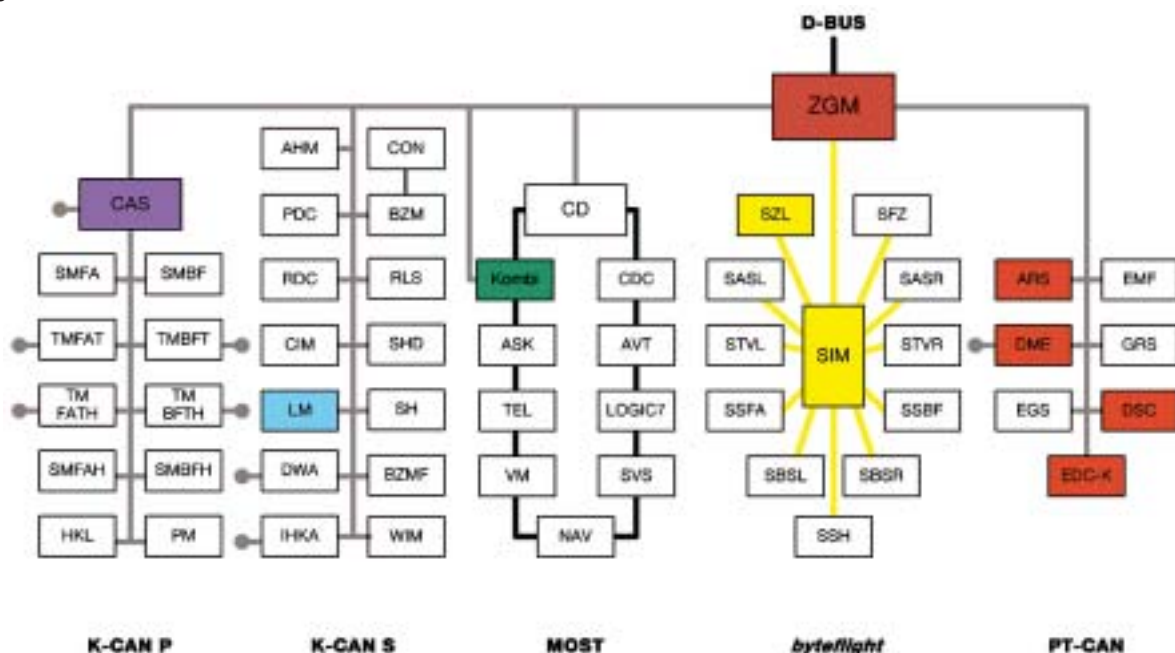 D-BUS
ZGM
AHM
CON
CAS
PDC
BZM
CD
SZL
SFZ
SMFA
SMBF
RDC
RLS
Kombi
CDC
SASL
SASR
ARS
EMF
TMFAT
TMBFT
CIM
SHD
ASK
AVT
STVL
SIM
STVR
DME
GRS
TM
FATH
TM
BFTH
LM
SH
TEL
LOGIC7
SSFA
SSBF
EGS
DSC
SMFAH
SMBFH
DWA
BZMF
VM
SVS
SBSL
SBSR
EDC-K
HKL
PM
IHKA
WIM
NAV
SSH
K-CAN P
K-CAN S
MOST
byteflight
PT-CAN